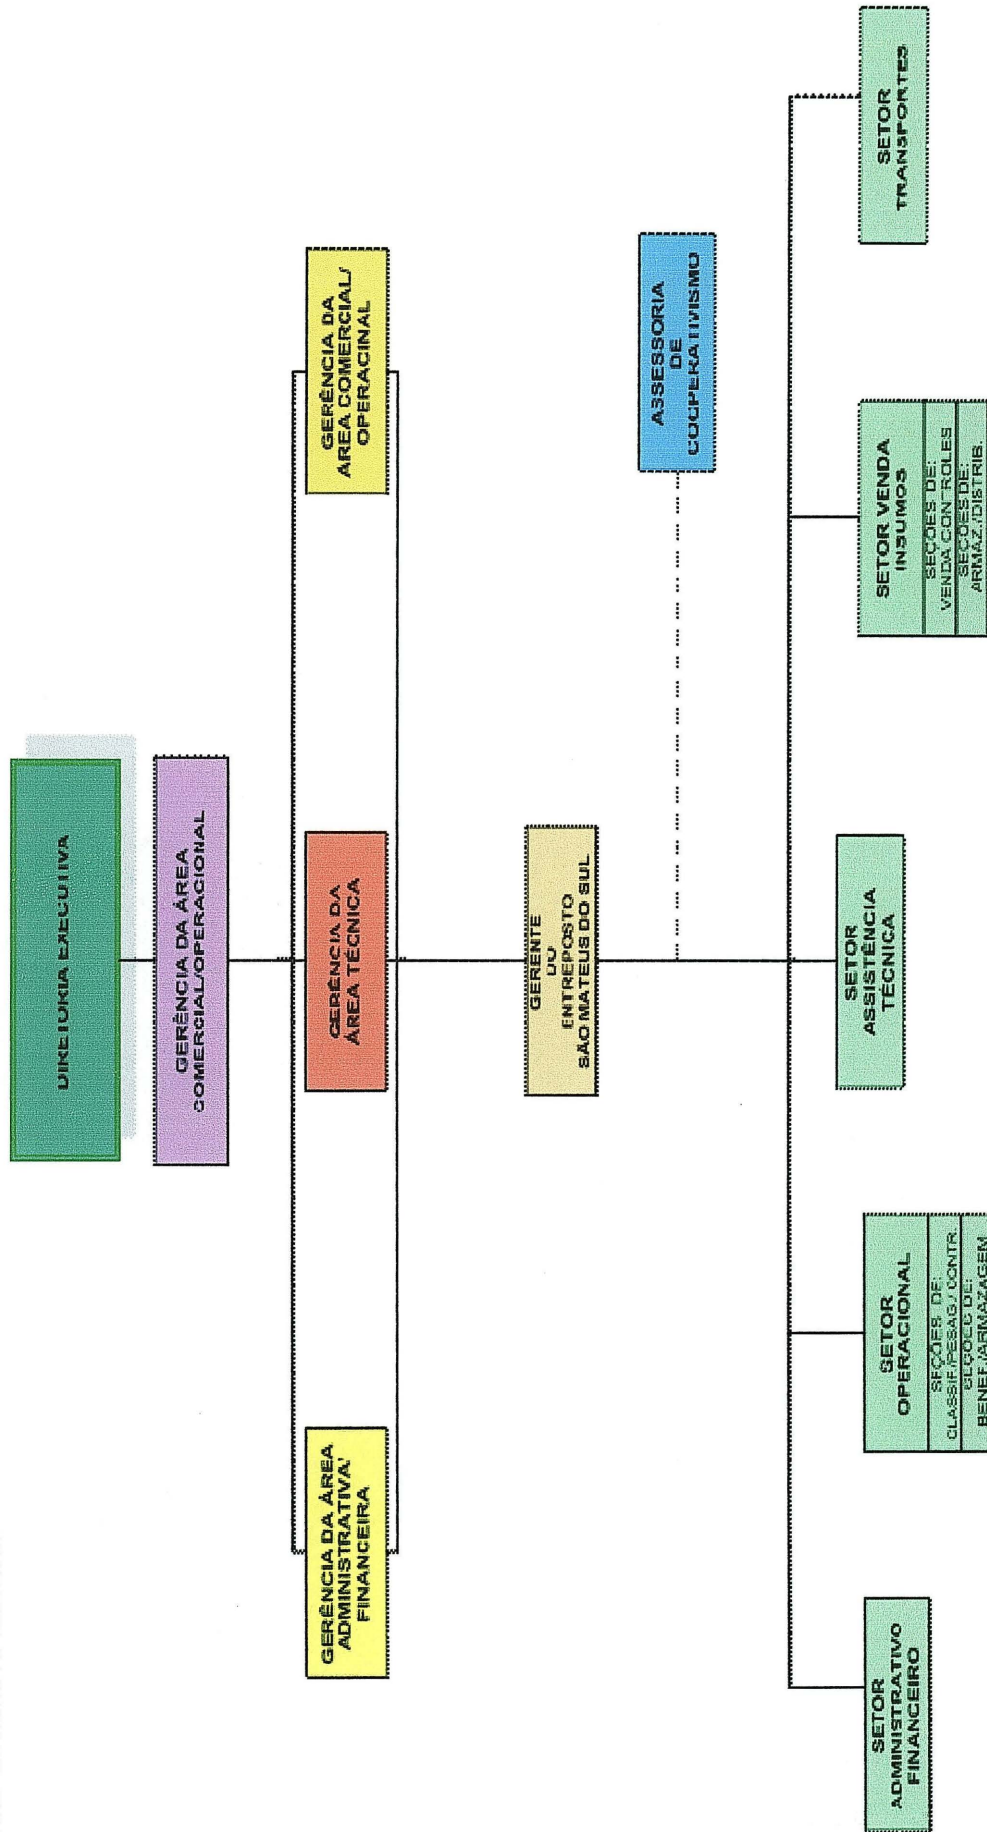 DIRETORIA EXECUTIVA
GERÊNCIA DA ÁREA
COMERCIAL/OPERACIONAL
GERÊNCIA DA ÁREA
ADMINISTRATIVA/
FINANCEIRA
GERÊNCIA DA
ÁREA TÉCNICA
GERÊNCIA DA
ÁREA COMERCIAL/
OPERACINAL
GERENTE
DO
ENTREPOSTO
SÃO MATEUS DO SUL
ASSESSORIA
DE
COOPERATIVISMO
SETOR
ADMINISTRATIVO
FINANCEIRO
SETOR
OPERACIONAL
SEÇÕES DE:
CLASSIF./PESAG./CONTR.
SEÇÕES DE:
BENEF./ARMAZAGEM
SETOR
ASSISTÊNCIA
TÉCNICA
SETOR VENDA
INSUMOS
SEÇÕES DE:
VENDA CONTROLES
SEÇÕES DE:
ARMAZ./DISTRIB.
SETOR
TRANSPORTES